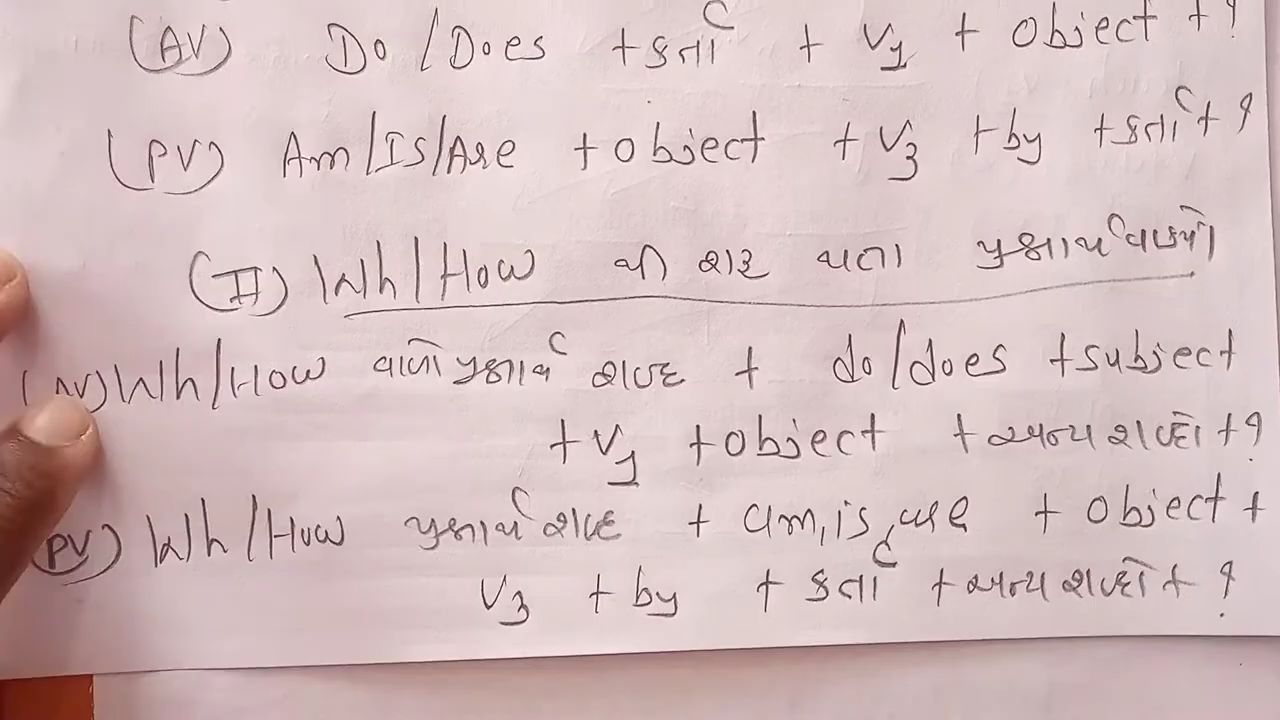 (AV) Do/Does + કર્તા + V1 + object + ?
(PV) Am/Is/Are + object + V3 + by + કર્તા + ?
(II) Wh/How થી શરૂ થતા પ્રશ્નાર્થ વાક્યો
(AV) Wh/How વાળો પ્રશ્નાર્થ શબ્દ + do/does + subject
+ V1 + object + અન્ય શબ્દો + ?
(PV) Wh/How પ્રશ્નાર્થ શબ્દ + am, is, are + object +
V3 + by + કર્તા + અન્ય શબ્દો + ?